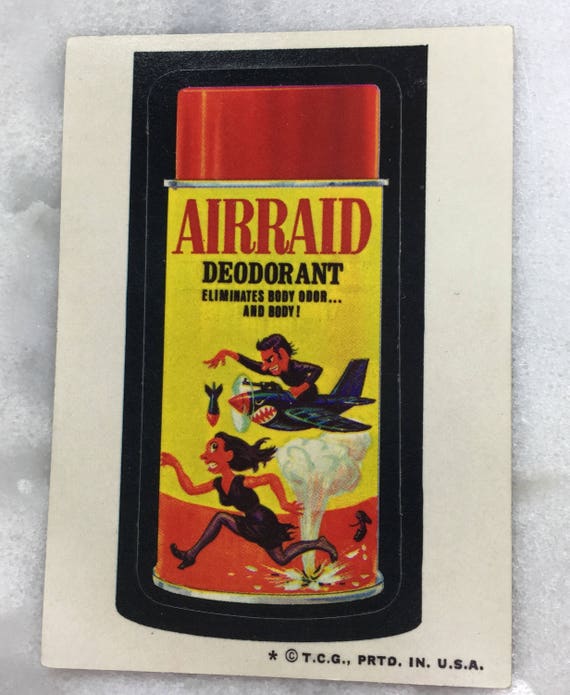 AIRRAID
DEODORANT
ELIMINATES BODY ODOR...
AND BODY!
* © T.C.G., PRTD. IN. U.S.A.